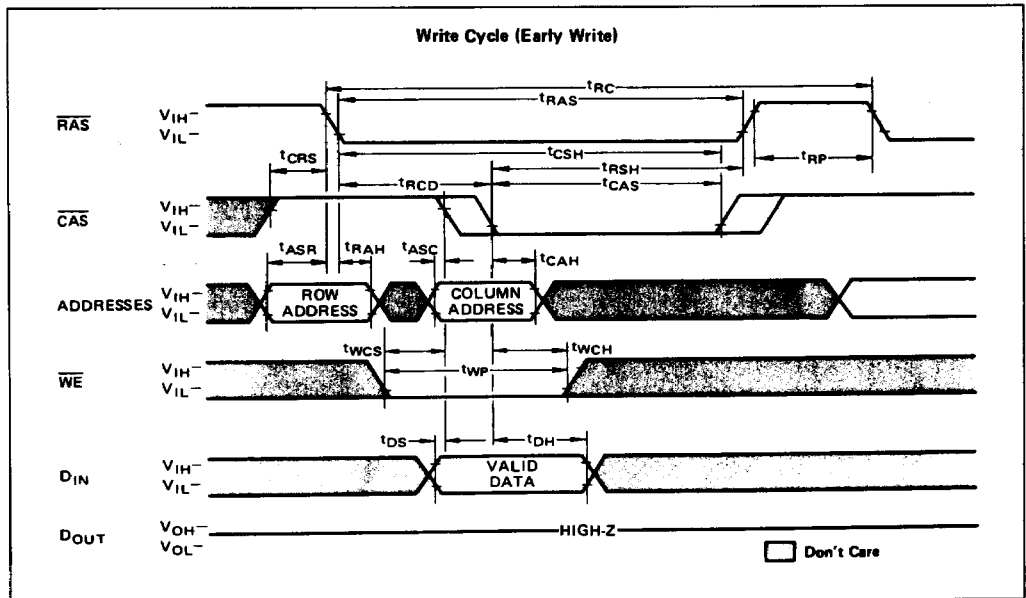 Write Cycle (Early Write)
tRC
tRAS
RAS
VIH–
VIL–
tCSH
tCRS
tRSH
tRP
tRCD
tCAS
CAS
VIH–
VIL–
tASR
tRAH
tASC
tCAH
ADDRESSES
VIH–
VIL–
ROW
ADDRESS
COLUMN
ADDRESS
tWCS
tWCH
tWP
WE
VIH–
VIL–
tDS
tDH
DIN
VIH–
VIL–
VALID
DATA
DOUT
VOH–
VOL–
HIGH-Z
Don't Care